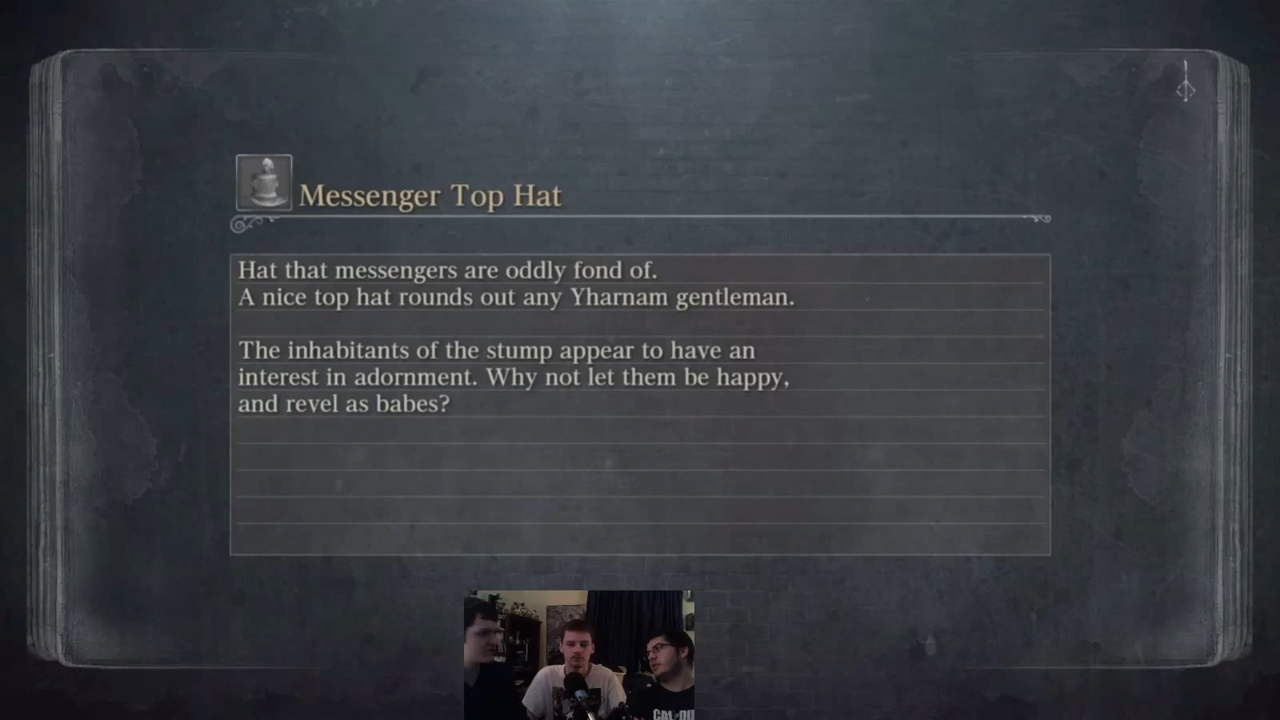 Messenger Top Hat
Hat that messengers are oddly fond of.
A nice top hat rounds out any Yharnam gentleman.
The inhabitants of the stump appear to have an
interest in adornment. Why not let them be happy,
and revel as babes?